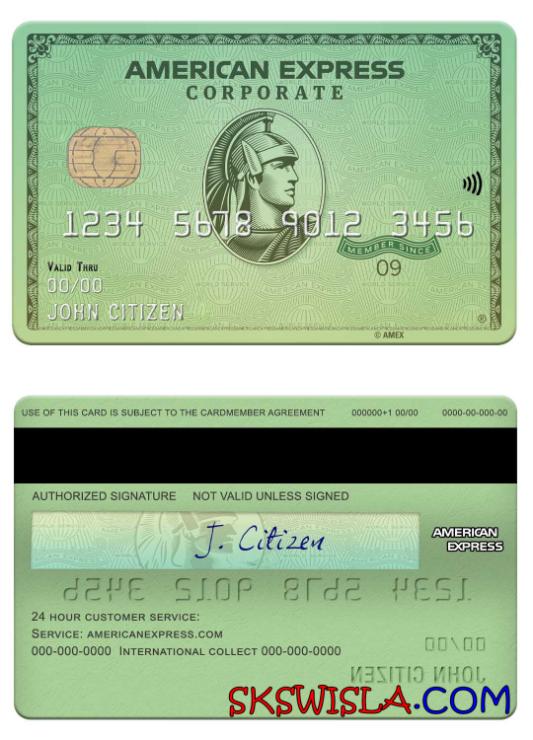 AMERICAN EXPRESS
CORPORATE
1234 5678 9012 3456
MEMBER SINCE
09
VALID THRU
00/00
JOHN CITIZEN
®
© AMEX
USE OF THIS CARD IS SUBJECT TO THE CARDMEMBER AGREEMENT 000000+1 00/00 0000-00-000-00
AUTHORIZED SIGNATURE NOT VALID UNLESS SIGNED
J. Citizen
AMERICAN
EXPRESS
1234 5678 9012 3456
24 HOUR CUSTOMER SERVICE:
SERVICE: AMERICANEXPRESS.COM
000-000-0000 INTERNATIONAL COLLECT 000-000-0000
00/00
JOHN CITIZEN
SKSWISLA.COM